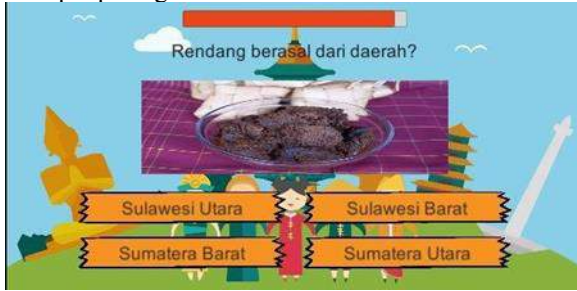 Rendang berasal dari daerah?
Sulawesi Utara
Sulawesi Barat
Sumatera Barat
Sumatera Utara